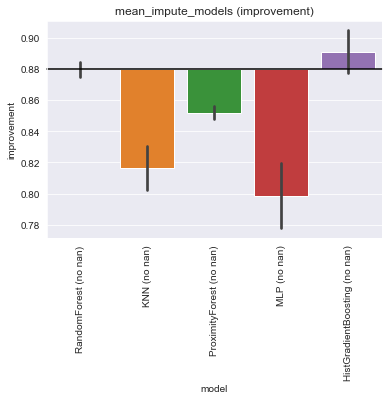 mean_impute_models (improvement)
0.90
0.88
0.86
0.84
0.82
0.80
0.78
improvement
RandomForest (no nan)
KNN (no nan)
ProximityForest (no nan)
MLP (no nan)
HistGradientBoosting (no nan)
model